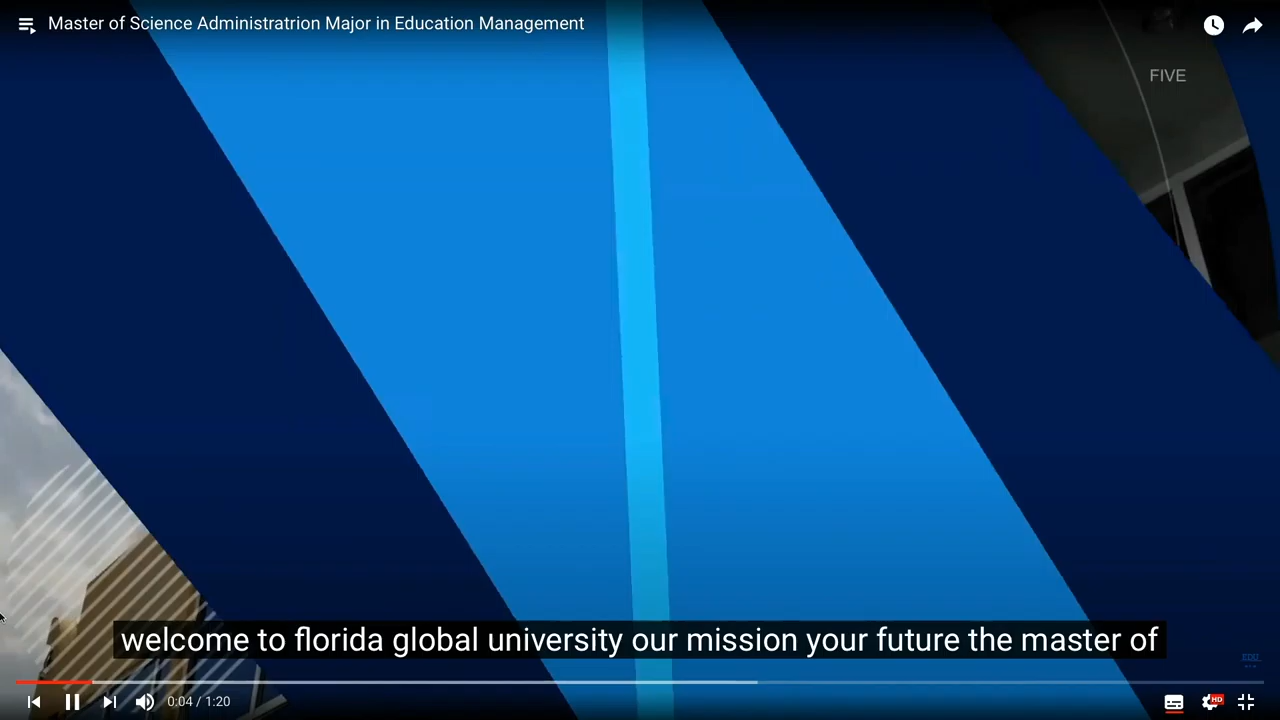 Master of Science Administratrion Major in Education Management
FIVE
welcome to florida global university our mission your future the master of
0:04 / 1:20
HD